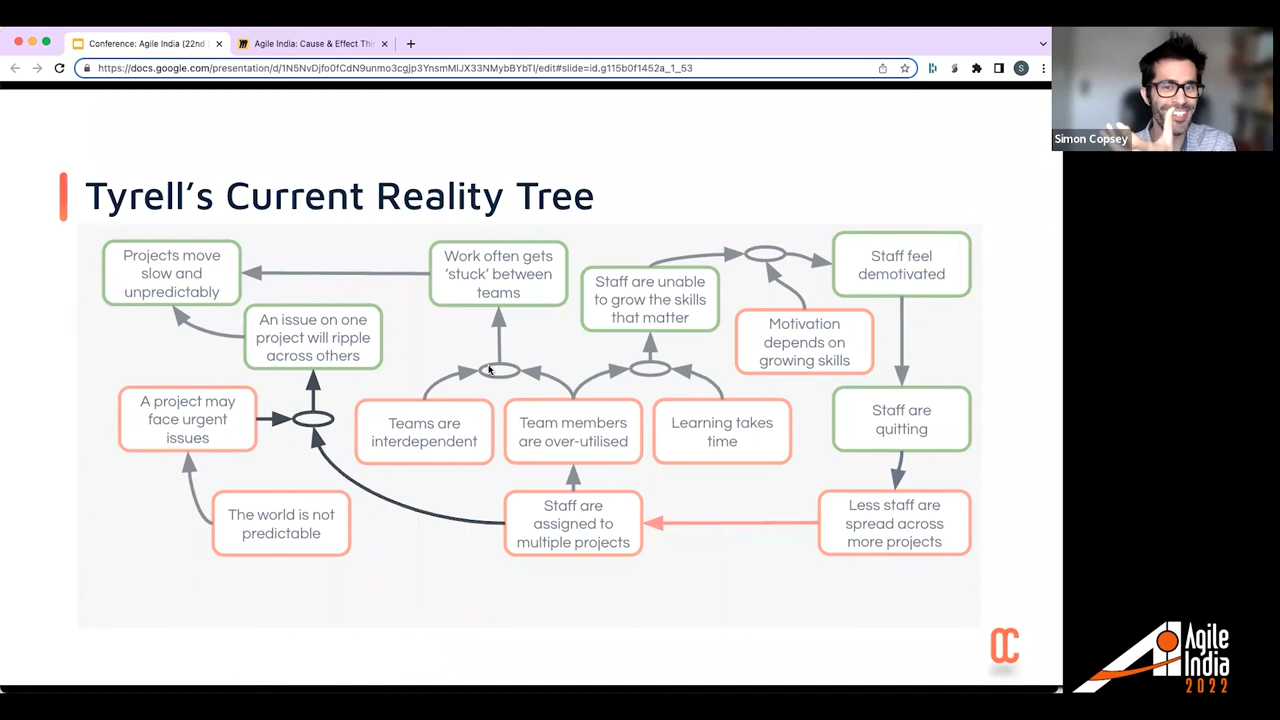 Conference: Agile India (22nd
Agile India: Cause & Effect Thi
https://docs.google.com/presentation/d/1N5NvDjfo0fCdN9unmo3cgjp3YnsmMIJX33NMybBYbTI/edit#slide=id.g115b0f1452a_1_53
S
Simon Copsey
Tyrell's Current Reality Tree
Projects move
slow and
unpredictably
Work often gets
'stuck' between
teams
Staff are unable
to grow the skills
that matter
Staff feel
demotivated
An issue on one
project will ripple
across others
Motivation
depends on
growing skills
A project may
face urgent
issues
Teams are
interdependent
Team members
are over-utilised
Learning takes
time
Staff are
quitting
The world is not
predictable
Staff are
assigned to
multiple projects
Less staff are
spread across
more projects
OC
Agile
India
2022